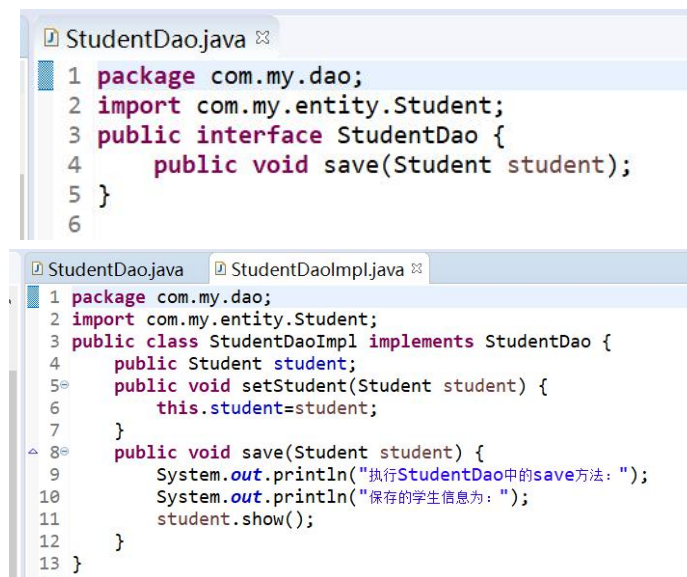 StudentDao.java
1 package com.my.dao;
2 import com.my.entity.Student;
3 public interface StudentDao {
4     public void save(Student student);
5 }
6
StudentDao.java StudentDaoImpl.java
1 package com.my.dao;
2 import com.my.entity.Student;
3 public class StudentDaoImpl implements StudentDao {
4     public Student student;
5     public void setStudent(Student student) {
6         this.student=student;
7     }
8     public void save(Student student) {
9         System.out.println("执行StudentDao中的save方法：");
10         System.out.println("保存的学生信息为：");
11         student.show();
12     }
13 }